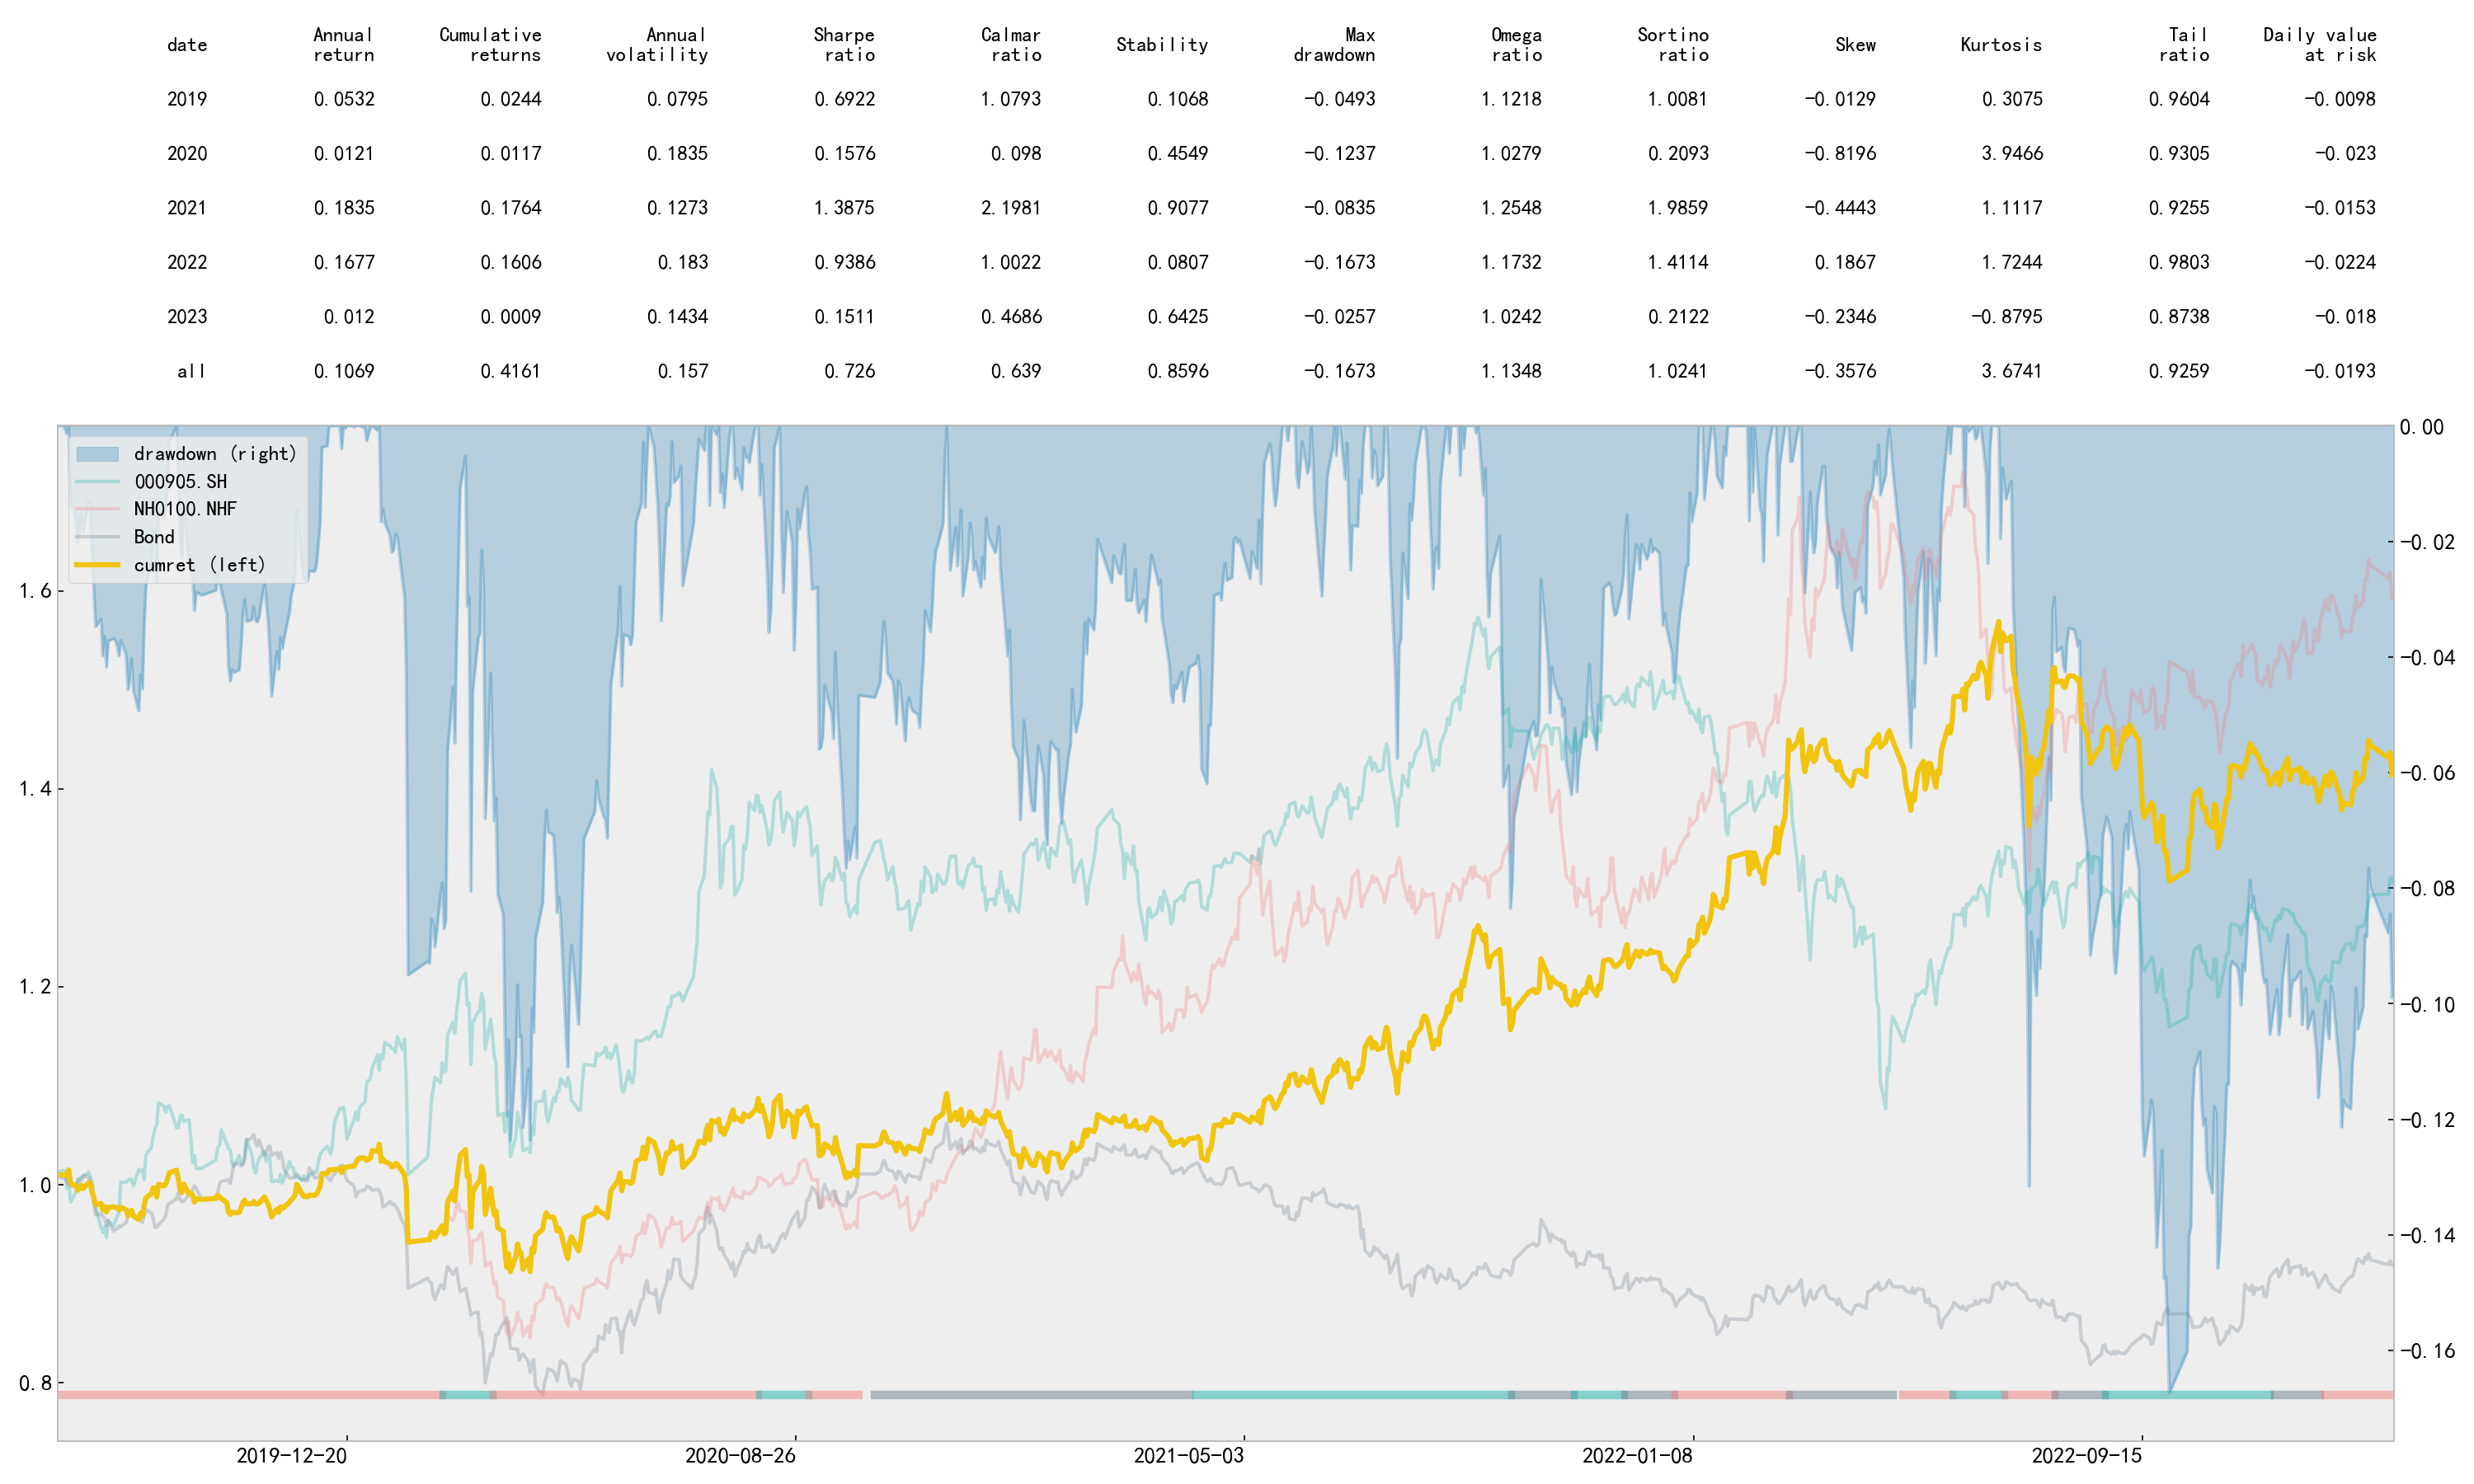 date Annual return Cumulative returns Annual volatility Sharpe ratio Calmar ratio Stability Max drawdown Omega ratio Sortino ratio Skew Kurtosis Tail ratio Daily value at risk
2019 0.0532 0.0244 0.0795 0.6922 1.0793 0.1068 -0.0493 1.1218 1.0081 -0.0129 0.3075 0.9604 -0.0098
2020 0.0121 0.0117 0.1835 0.1576 0.098 0.4549 -0.1237 1.0279 0.2093 -0.8196 3.9466 0.9305 -0.023
2021 0.1835 0.1764 0.1273 1.3875 2.1981 0.9077 -0.0835 1.2548 1.9859 -0.4443 1.1117 0.9255 -0.0153
2022 0.1677 0.1606 0.183 0.9386 1.0022 0.0807 -0.1673 1.1732 1.4114 0.1867 1.7244 0.9803 -0.0224
2023 0.012 0.0009 0.1434 0.1511 0.4686 0.6425 -0.0257 1.0242 0.2122 -0.2346 -0.8795 0.8738 -0.018
all 0.1069 0.4161 0.157 0.726 0.639 0.8596 -0.1673 1.1348 1.0241 -0.3576 3.6741 0.9259 -0.0193
drawdown (right)
000905.SH
NH0100.NHF
Bond
cumret (left)
1.6
1.4
1.2
1.0
0.8
0.00
-0.02
-0.04
-0.06
-0.08
-0.10
-0.12
-0.14
-0.16
2019-12-20 2020-08-26 2021-05-03 2022-01-08 2022-09-15